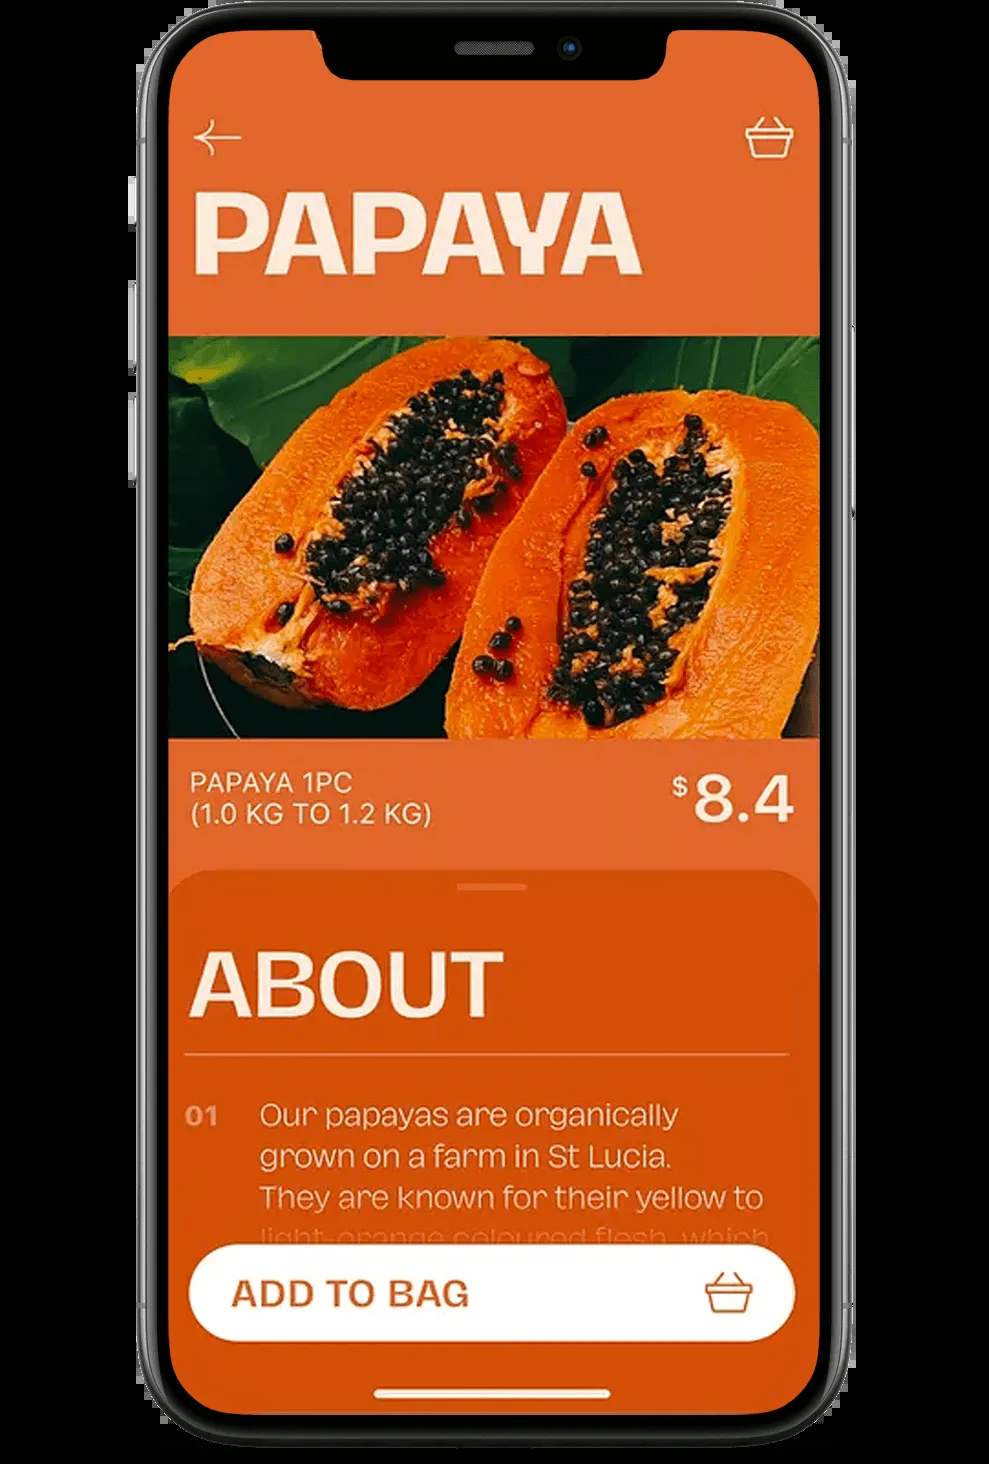 PAPAYA
PAPAYA 1PC
(1.0 KG TO 1.2 KG)
$8.4
ABOUT
01
Our papayas are organically
grown on a farm in St Lucia.
They are known for their yellow to
light-orange coloured flesh, which
ADD TO BAG